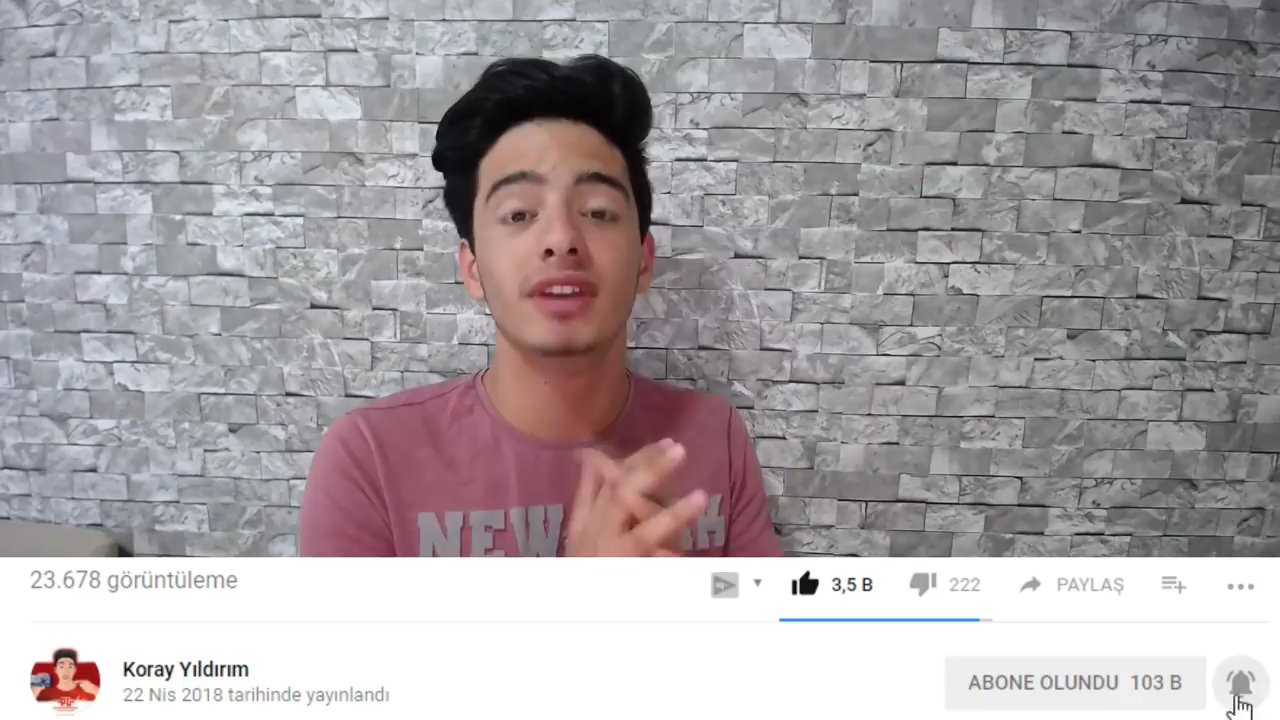 NEW
23.678 görüntüleme
3,5 B
222
PAYLAŞ
Koray Yıldırım
22 Nis 2018 tarihinde yayınlandı
ABONE OLUNDU 103 B